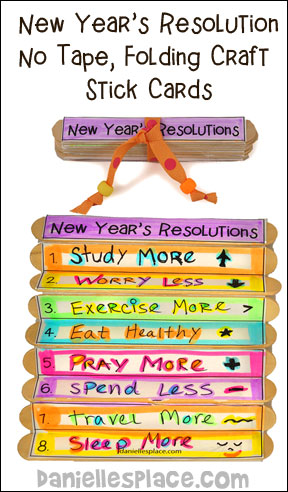 New Year's Resolution
No Tape, Folding Craft
Stick Cards
New Year's Resolutions
New Year's Resolutions
1. Study More
2. Worry Less
3. Exercise More
4. Eat Healthy
5. Pray More
6. Spend Less
7. Travel More
8. Sleep More
daniellesplace.com
DaniellesPlace.com